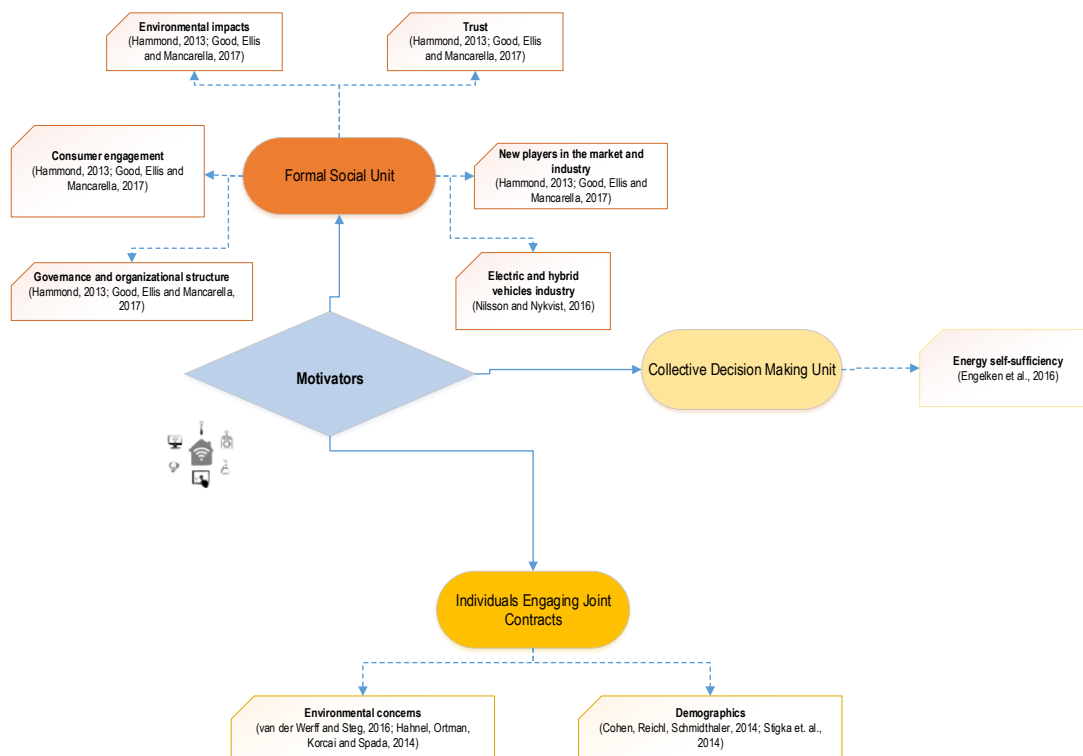 Environmental impacts
(Hammond, 2013; Good, Ellis
and Mancarella, 2017)
Trust
(Hammond, 2013; Good, Ellis
and Mancarella, 2017)
Consumer engagement
(Hammond, 2013; Good, Ellis and
Mancarella, 2017)
Formal Social Unit
New players in the market and
industry
(Hammond, 2013; Good, Ellis and
Mancarella, 2017)
Governance and organizational structure
(Hammond, 2013; Good, Ellis and Mancarella,
2017)
Electric and hybrid
vehicles industry
(Nilsson and Nykvist, 2016)
Motivators
Collective Decision Making Unit
Energy self-sufficiency
(Engelken et al., 2016)
Individuals Engaging Joint
Contracts
Environmental concerns
(van der Werff and Steg, 2016; Hahnel, Ortman,
Korcai and Spada, 2014)
Demographics
(Cohen, Reichl, Schmidthaler, 2014; Stigka et. al.,
2014)